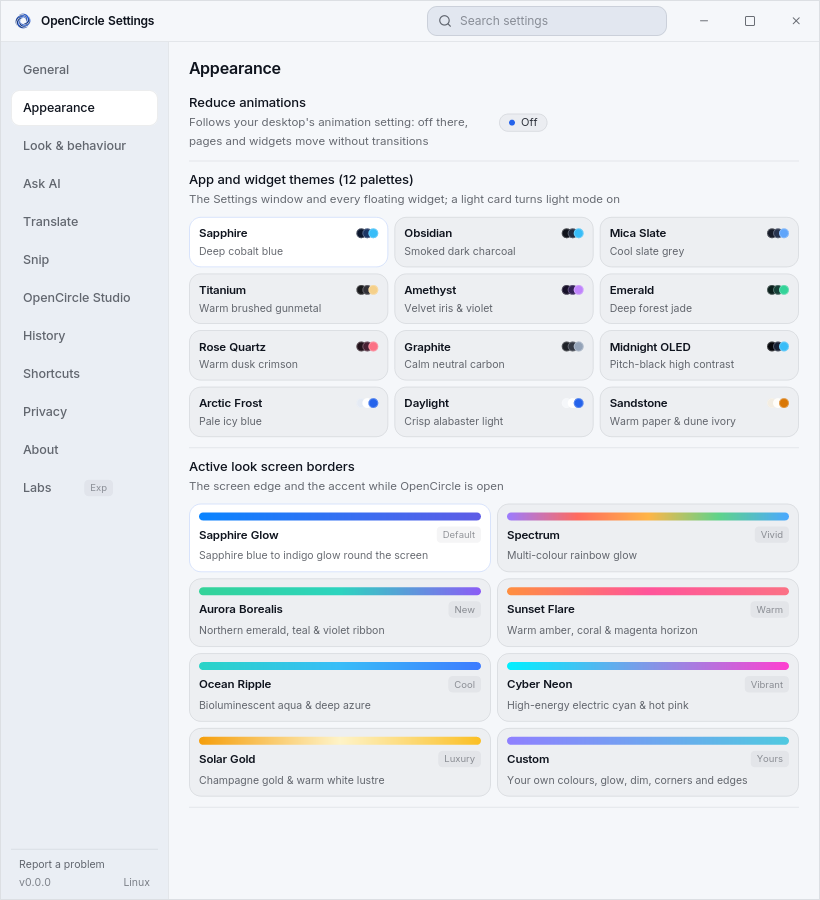 OpenCircle Settings
Search settings
General
Appearance
Look & behaviour
Ask AI
Translate
Snip
OpenCircle Studio
History
Shortcuts
Privacy
About
Labs Exp
Report a problem
v0.0.0 Linux
Appearance
Reduce animations
Follows your desktop's animation setting: off there,
pages and widgets move without transitions
Off
App and widget themes (12 palettes)
The Settings window and every floating widget; a light card turns light mode on
Sapphire
Deep cobalt blue
Obsidian
Smoked dark charcoal
Mica Slate
Cool slate grey
Titanium
Warm brushed gunmetal
Amethyst
Velvet iris & violet
Emerald
Deep forest jade
Rose Quartz
Warm dusk crimson
Graphite
Calm neutral carbon
Midnight OLED
Pitch-black high contrast
Arctic Frost
Pale icy blue
Daylight
Crisp alabaster light
Sandstone
Warm paper & dune ivory
Active look screen borders
The screen edge and the accent while OpenCircle is open
Sapphire Glow Default
Sapphire blue to indigo glow round the screen
Spectrum Vivid
Multi-colour rainbow glow
Aurora Borealis New
Northern emerald, teal & violet ribbon
Sunset Flare Warm
Warm amber, coral & magenta horizon
Ocean Ripple Cool
Bioluminescent aqua & deep azure
Cyber Neon Vibrant
High-energy electric cyan & hot pink
Solar Gold Luxury
Champagne gold & warm white lustre
Custom Yours
Your own colours, glow, dim, corners and edges